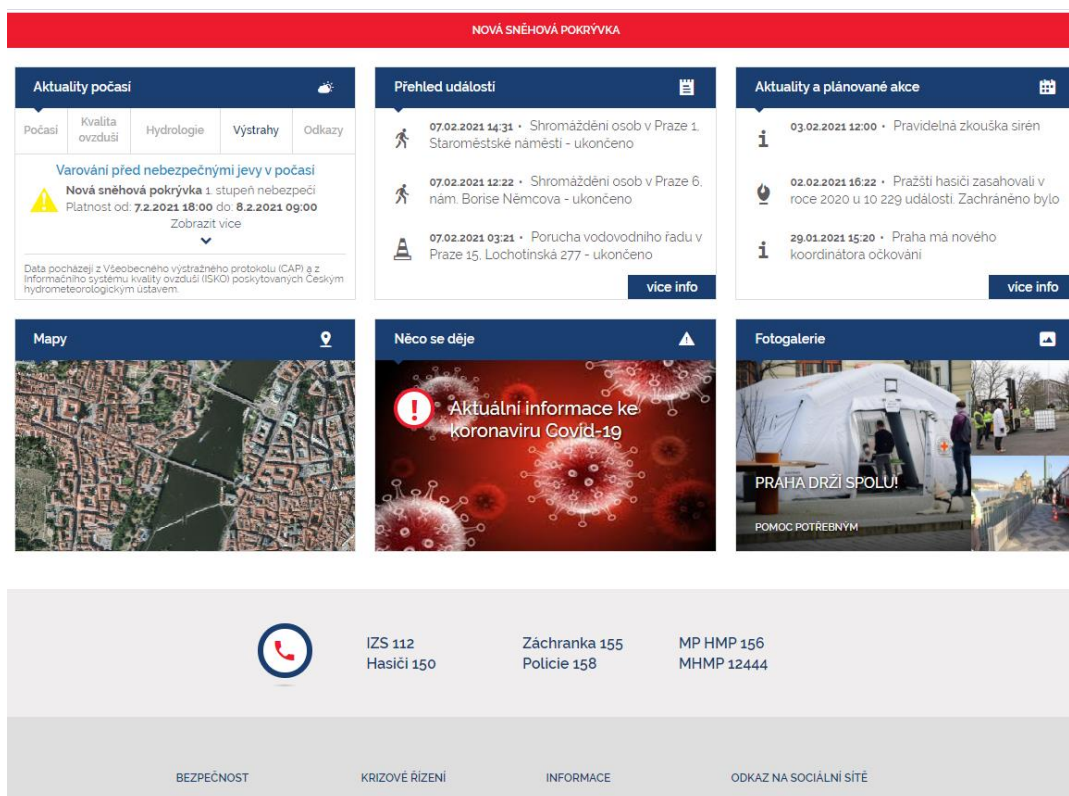 NOVÁ SNĚHOVÁ POKRÝVKA
Aktuality počasí
Počasí
Kvalita
ovzduší
Hydrologie
Výstrahy
Odkazy
Varování před nebezpečnými jevy v počasí
Nová sněhová pokrývka 1. stupeň nebezpečí
Platnost od: 7.2.2021 18:00 do: 8.2.2021 09:00
Zobrazit více
Data pocházejí z Všeobecného výstražného protokolu (CAP) a z
Informačního systému kvality ovzduší (ISKO) poskytovaných Českým
hydrometeorologickým ústavem.
Přehled událostí
07.02.2021 14:31 • Shromáždění osob v Praze 1,
Staroměstské náměstí - ukončeno
07.02.2021 12:22 • Shromáždění osob v Praze 6,
nám. Borise Němcova - ukončeno
07.02.2021 03:21 • Porucha vodovodního řadu v
Praze 15, Lochotínská 277 - ukončeno
více info
Aktuality a plánované akce
03.02.2021 12:00 • Pravidelná zkouška sirén
02.02.2021 16:22 • Pražští hasiči zasahovali v
roce 2020 u 10 229 událostí. Zachráněno bylo
29.01.2021 15:20 • Praha má nového
koordinátora očkování
více info
Mapy
Něco se děje
Aktuální informace ke
koronaviru Covid-19
Fotogalerie
PRAHA DRŽÍ SPOLU!
POMOC POTŘEBNÝM
IZS 112
Hasiči 150
Záchranka 155
Policie 158
MP HMP 156
MHMP 12444
BEZPEČNOST
KRIZOVÉ ŘÍZENÍ
INFORMACE
ODKAZ NA SOCIÁLNÍ SÍTĚ